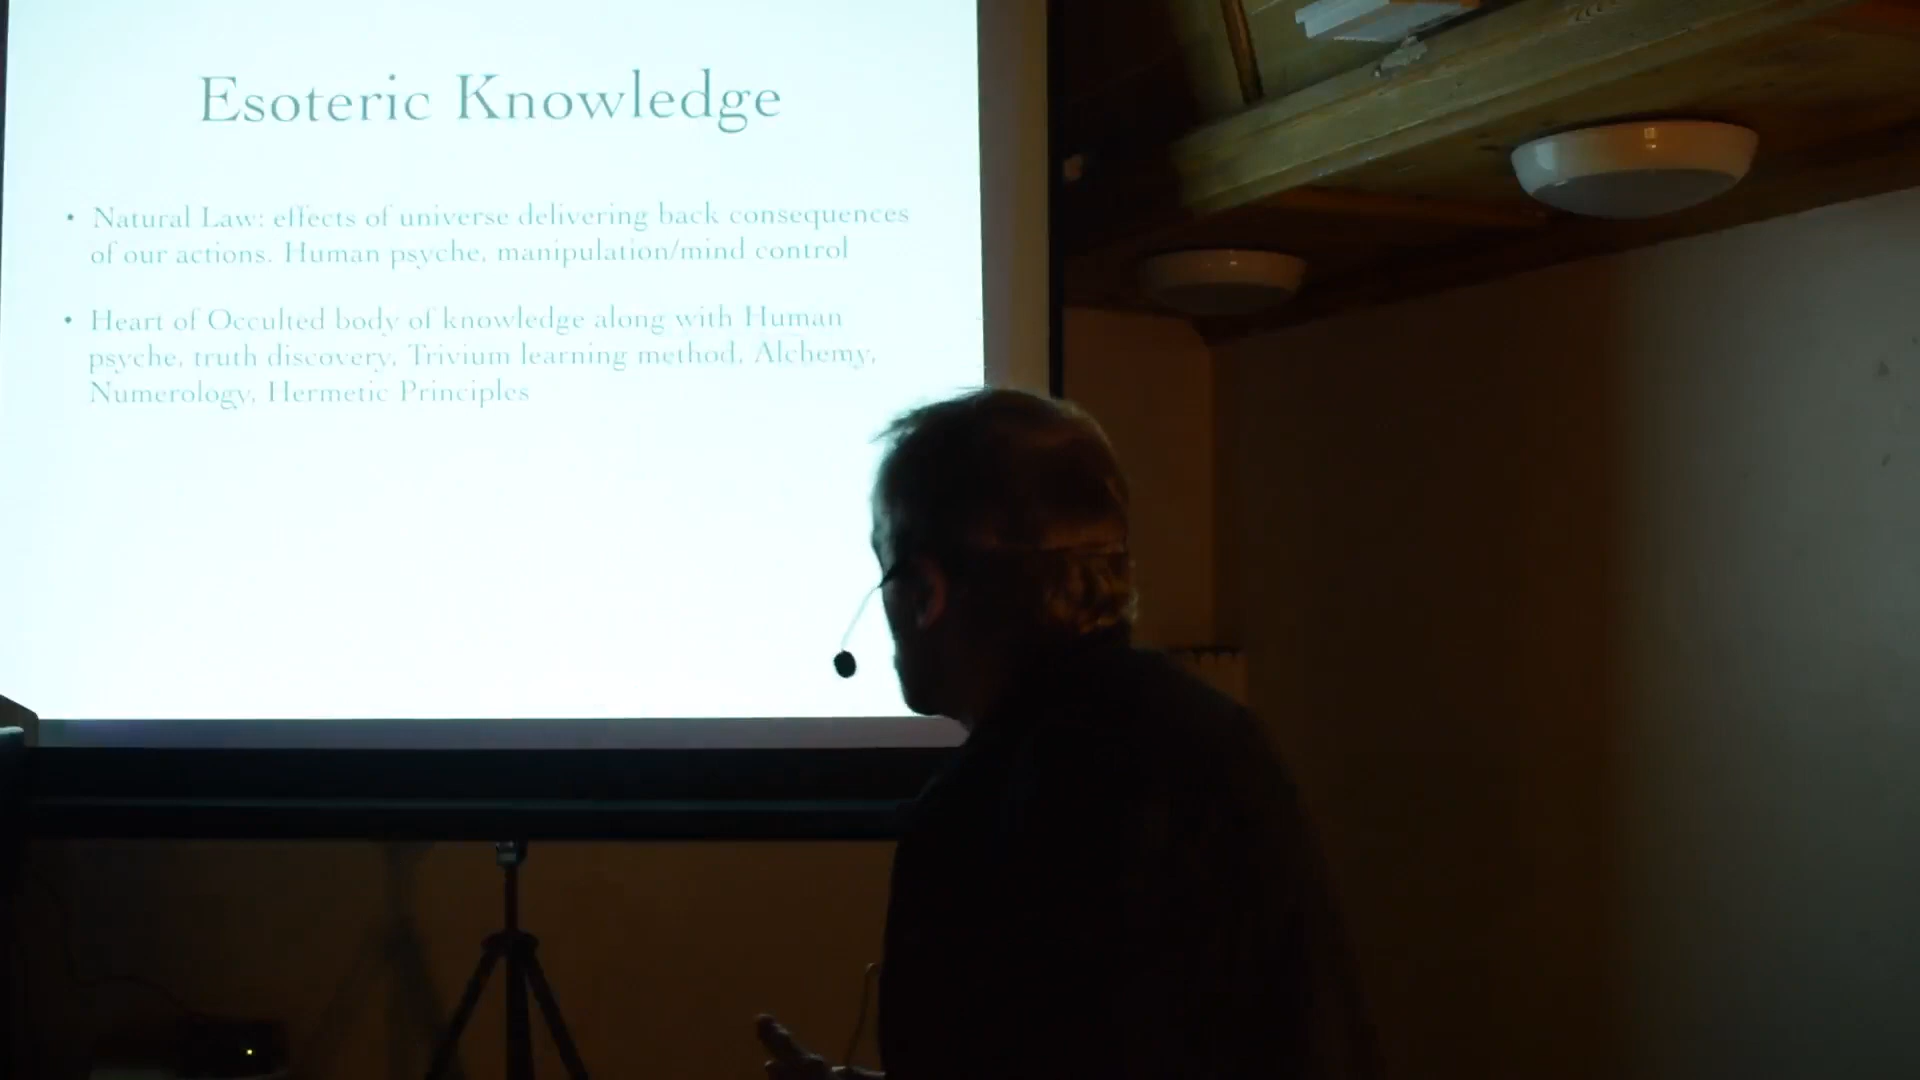 Esoteric Knowledge
• Natural Law: effects of universe delivering back consequences
of our actions. Human psyche, manipulation/mind control
• Heart of Occulted body of knowledge along with Human
psyche, truth discovery, Trivium learning method, Alchemy,
Numerology, Hermetic Principles